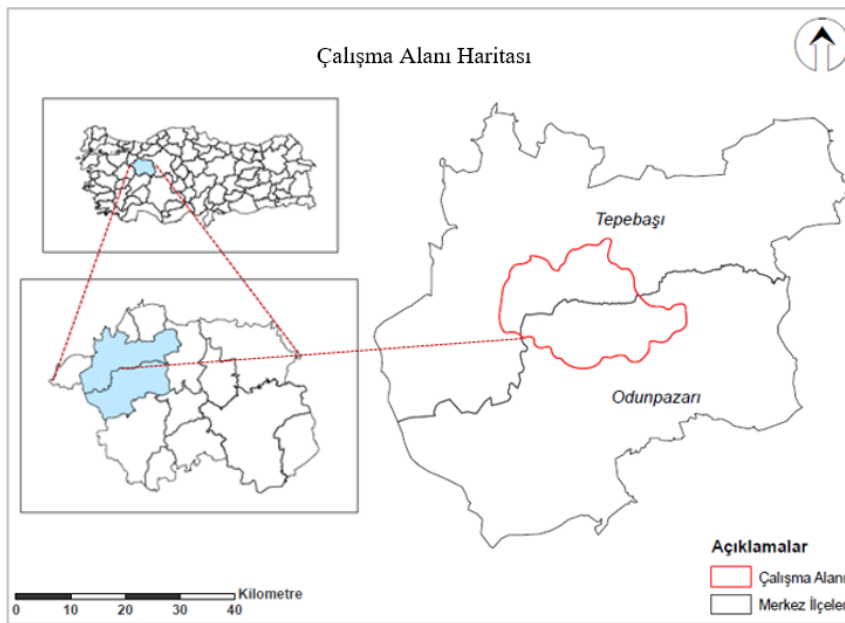 Çalışma Alanı Haritası
Tepebaşı
Odunpazarı
Açıklamalar
Çalışma Alanı
Merkez İlçeler
Kilometre
0 10 20 30 40